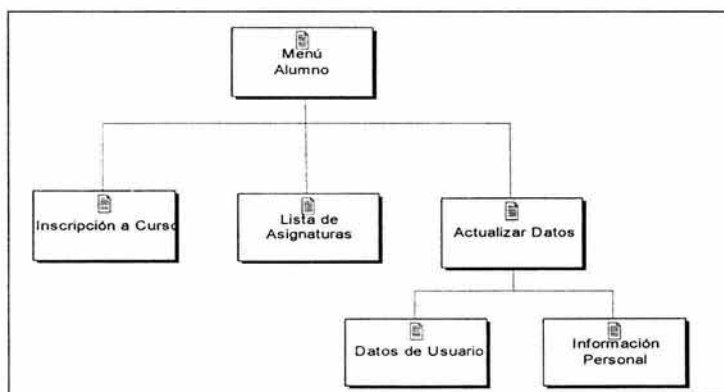 Menú
Alumno
Inscripción a Curso
Lista de
Asignaturas
Actualizar Datos
Datos de Usuario
Información
Personal